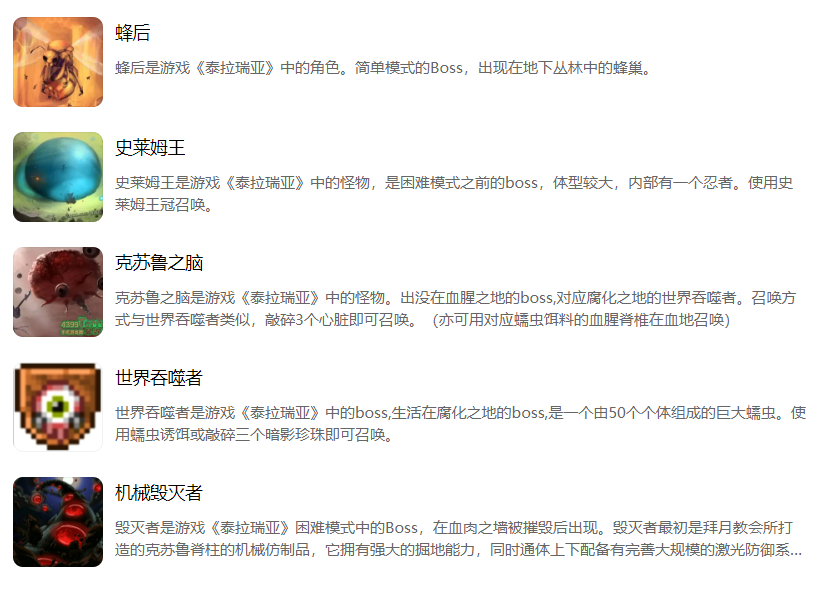 蜂后
蜂后是游戏《泰拉瑞亚》中的角色。简单模式的Boss，出现在地下丛林中的蜂巢。
史莱姆王
史莱姆王是游戏《泰拉瑞亚》中的怪物，是困难模式之前的boss，体型较大，内部有一个忍者。使用史
莱姆王冠召唤。
克苏鲁之脑
克苏鲁之脑是游戏《泰拉瑞亚》中的怪物。出没在血腥之地的boss,对应腐化之地的世界吞噬者。召唤方
式与世界吞噬者类似，敲碎3个心脏即可召唤。（亦可用对应蠕虫饵料的血腥脊椎在血地召唤）
4399
世界吞噬者
世界吞噬者是游戏《泰拉瑞亚》中的boss,生活在腐化之地的boss,是一个由50个个体组成的巨大蠕虫。使
用蠕虫诱饵或敲碎三个暗影珍珠即可召唤。
机械毁灭者
毁灭者是游戏《泰拉瑞亚》困难模式中的Boss，在血肉之墙被摧毁后出现。毁灭者最初是拜月教会所打
造的克苏鲁脊柱的机械仿制品，它拥有强大的掘地能力，同时通体上下配备有完善大规模的激光防御系...